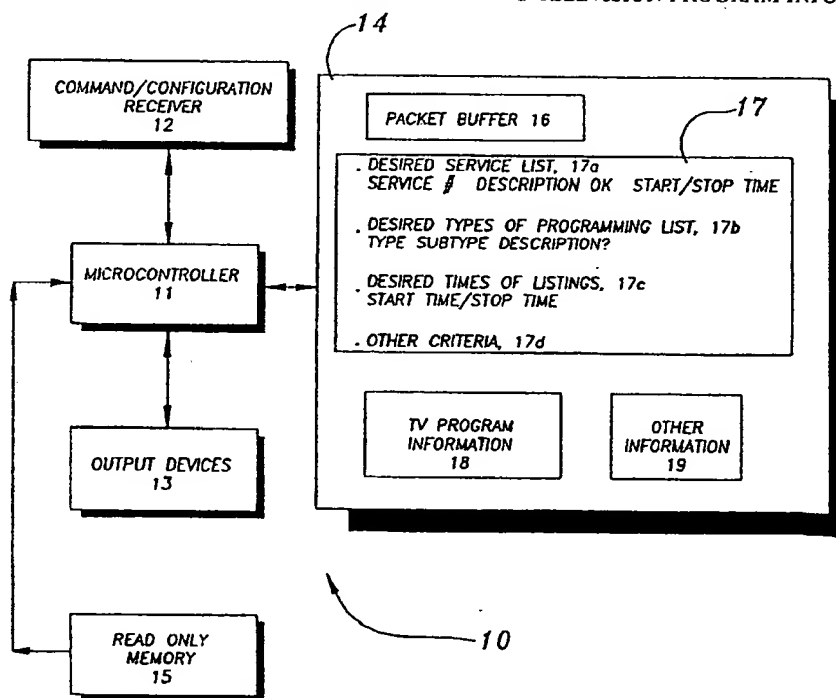 TELEVISION PROGRAM INFO
14
COMMAND/CONFIGURATION
RECEIVER
12
PACKET BUFFER 16
17
. DESIRED SERVICE LIST, 17a
SERVICE # DESCRIPTION OK START/STOP TIME
. DESIRED TYPES OF PROGRAMMING LIST, 17b
TYPE SUBTYPE DESCRIPTION?
. DESIRED TIMES OF LISTINGS, 17c
START TIME/STOP TIME
. OTHER CRITERIA, 17d
MICROCONTROLLER
11
TV PROGRAM
INFORMATION
18
OTHER
INFORMATION
19
OUTPUT DEVICES
13
10
READ ONLY
MEMORY
15